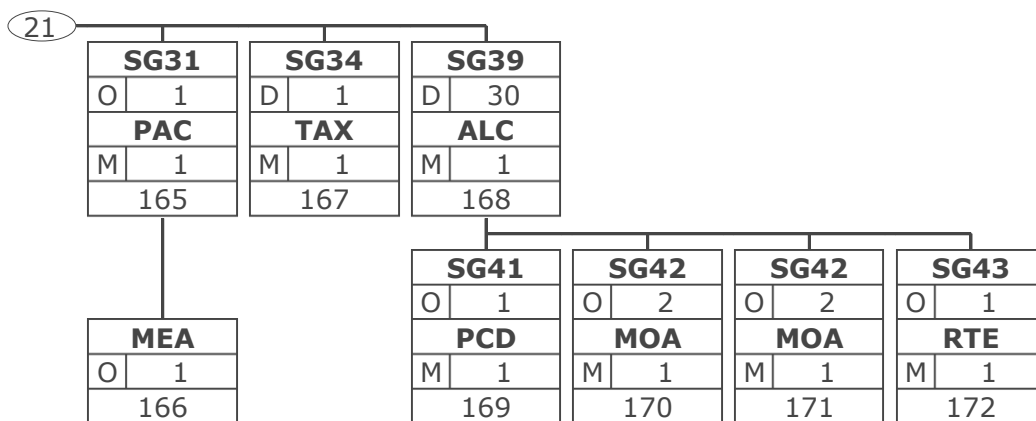 21
SG31 SG34 SG39
O 1 D 1 D 30
PAC TAX ALC
M 1 M 1 M 1
165 167 168
SG41 SG42 SG42 SG43
O 1 O 2 O 2 O 1
MEA PCD MOA MOA RTE
O 1 M 1 M 1 M 1 M 1
166 169 170 171 172